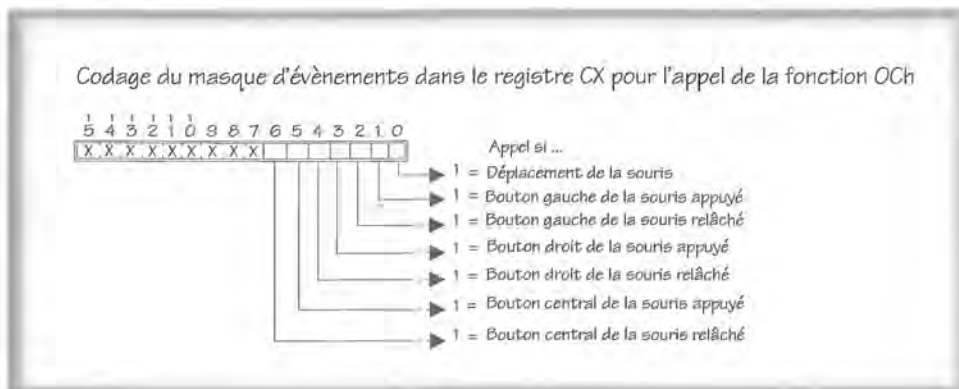 Codage du masque d'évènements dans le registre CX pour l'appel de la fonction OCh
1 1 1 1 1 1
5 4 3 2 1 0 9 8 7 6 5 4 3 2 1 0
X X X X X X X X X
Appel si ...
1 = Déplacement de la souris
1 = Bouton gauche de la souris appuyé
1 = Bouton gauche de la souris relâché
1 = Bouton droit de la souris appuyé
1 = Bouton droit de la souris relâché
1 = Bouton central de la souris appuyé
1 = Bouton central de la souris relâché